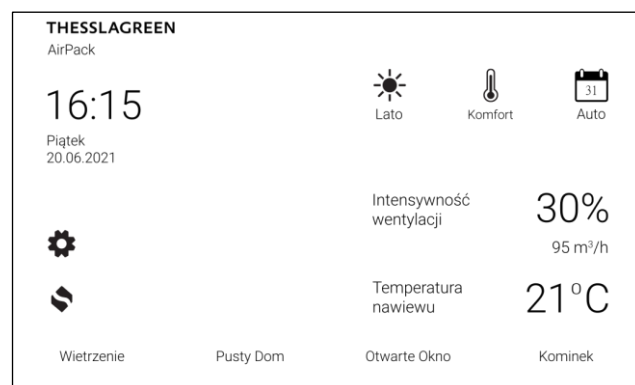 THESSLAGREEN
AirPack
16:15
Piątek
20.06.2021
31
Lato
Komfort
Auto
Intensywność
wentylacji
30%
95 m³/h
Temperatura
nawiewu
21°C
Wietrzenie
Pusty Dom
Otwarte Okno
Kominek